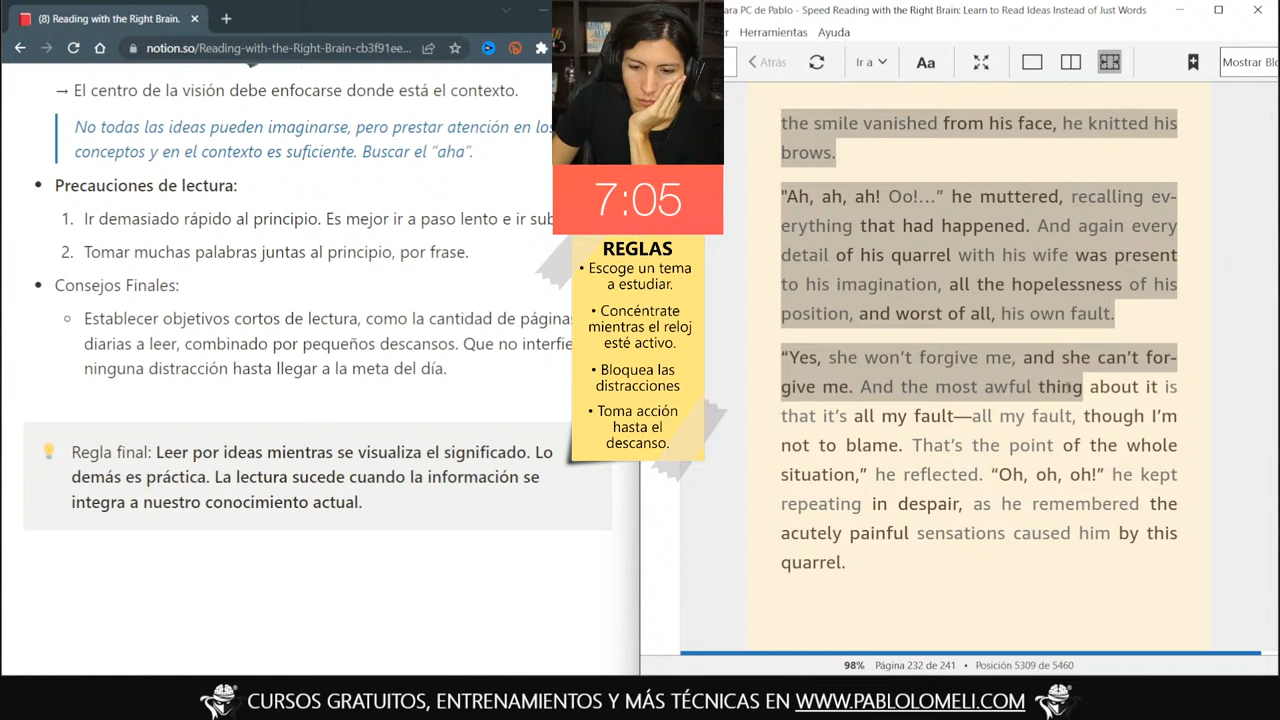 (8) Reading with the Right Brain.
notion.so/Reading-with-the-Right-Brain-cb3f91ee...
→ El centro de la visión debe enfocarse donde está el contexto.
No todas las ideas pueden imaginarse, pero prestar atención en los
conceptos y en el contexto es suficiente. Buscar el "aha".
• Precauciones de lectura:
1. Ir demasiado rápido al principio. Es mejor ir a paso lento e ir sub
2. Tomar muchas palabras juntas al principio, por frase.
• Consejos Finales:
Establecer objetivos cortos de lectura, como la cantidad de páginas
diarias a leer, combinado por pequeños descansos. Que no interfie
ninguna distracción hasta llegar a la meta del día.
Regla final: Leer por ideas mientras se visualiza el significado. Lo
demás es práctica. La lectura sucede cuando la información se
integra a nuestro conocimiento actual.
7:05
REGLAS
• Escoge un tema
a estudiar.
• Concéntrate
mientras el reloj
esté activo.
• Bloquea las
distracciones
• Toma acción
hasta el
descanso.
ara PC de Pablo - Speed Reading with the Right Brain: Learn to Read Ideas Instead of Just Words
Herramientas Ayuda
Atrás
Ir a
Aa
Mostrar Blo
the smile vanished from his face, he knitted his
brows.
"Ah, ah, ah! Oo!…” he muttered, recalling ev-
erything that had happened. And again every
detail of his quarrel with his wife was present
to his imagination, all the hopelessness of his
position, and worst of all, his own fault.
“Yes, she won’t forgive me, and she can’t for-
give me. And the most awful thing about it is
that it’s all my fault—all my fault, though I’m
not to blame. That’s the point of the whole
situation,” he reflected. “Oh, oh, oh!” he kept
repeating in despair, as he remembered the
acutely painful sensations caused him by this
quarrel.
98% Página 232 de 241 • Posición 5309 de 5460
CURSOS GRATUITOS, ENTRENAMIENTOS Y MÁS TÉCNICAS EN WWW.PABLOLOMELI.COM